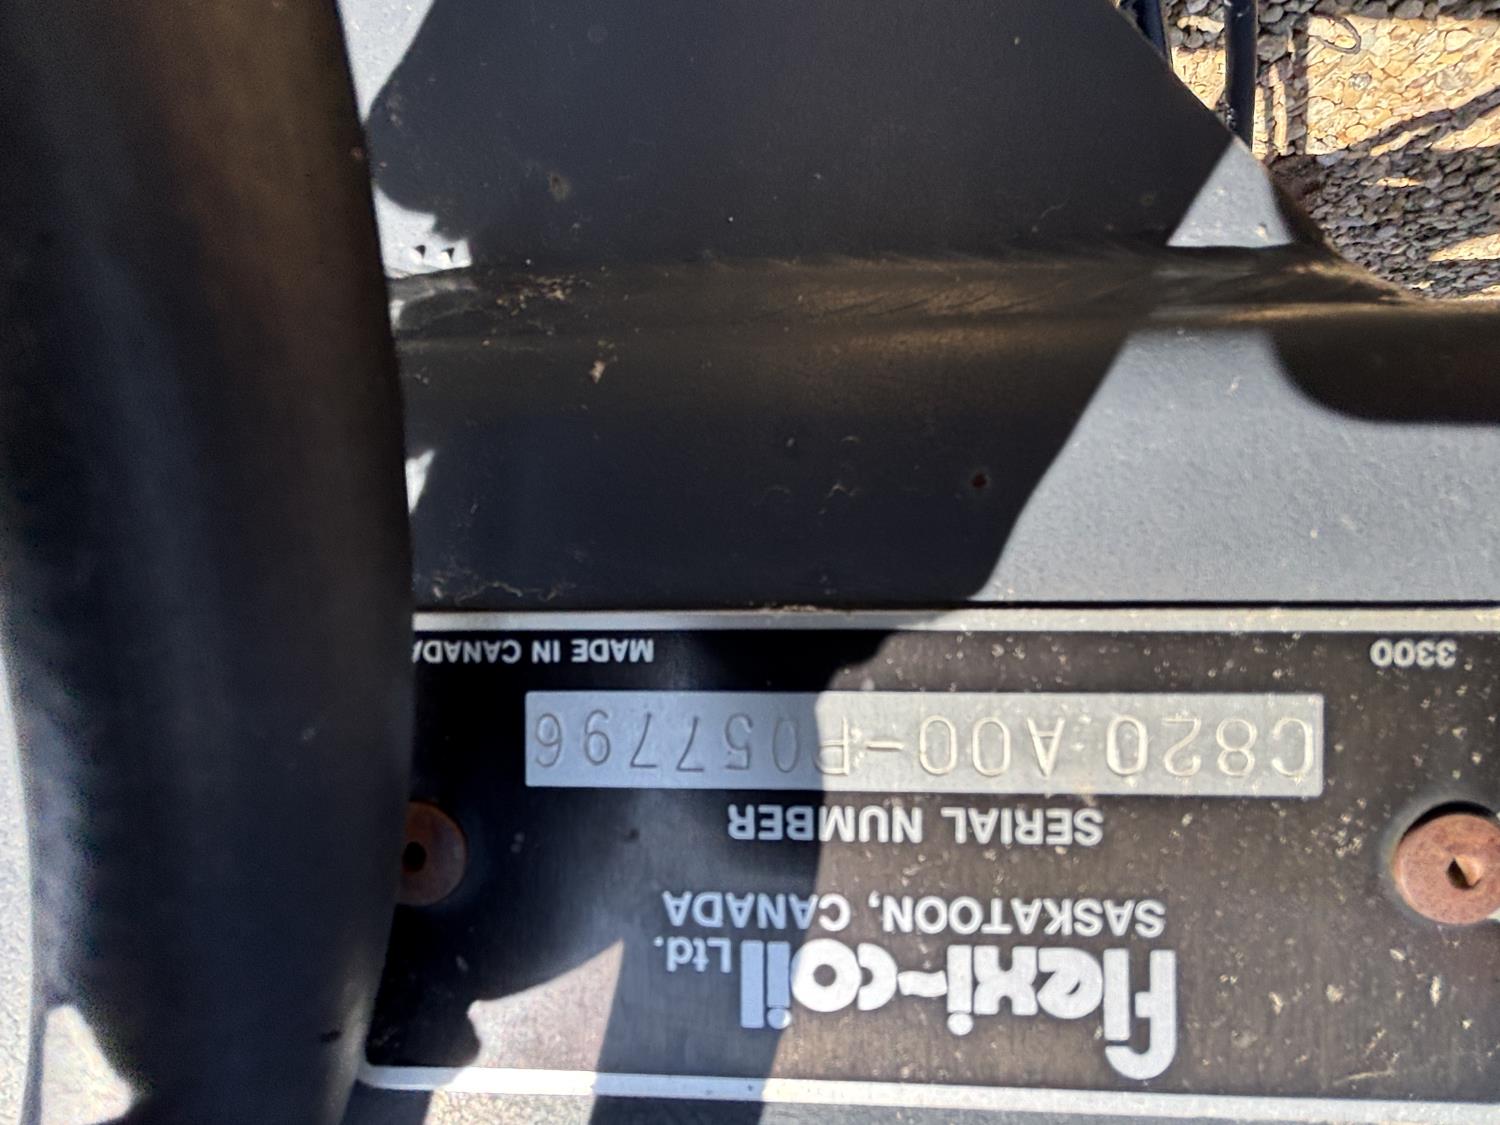 flexi-coil Ltd.
SASKATOON, CANADA
SERIAL NUMBER
C820 A00-P057796
3300 MADE IN CANADA